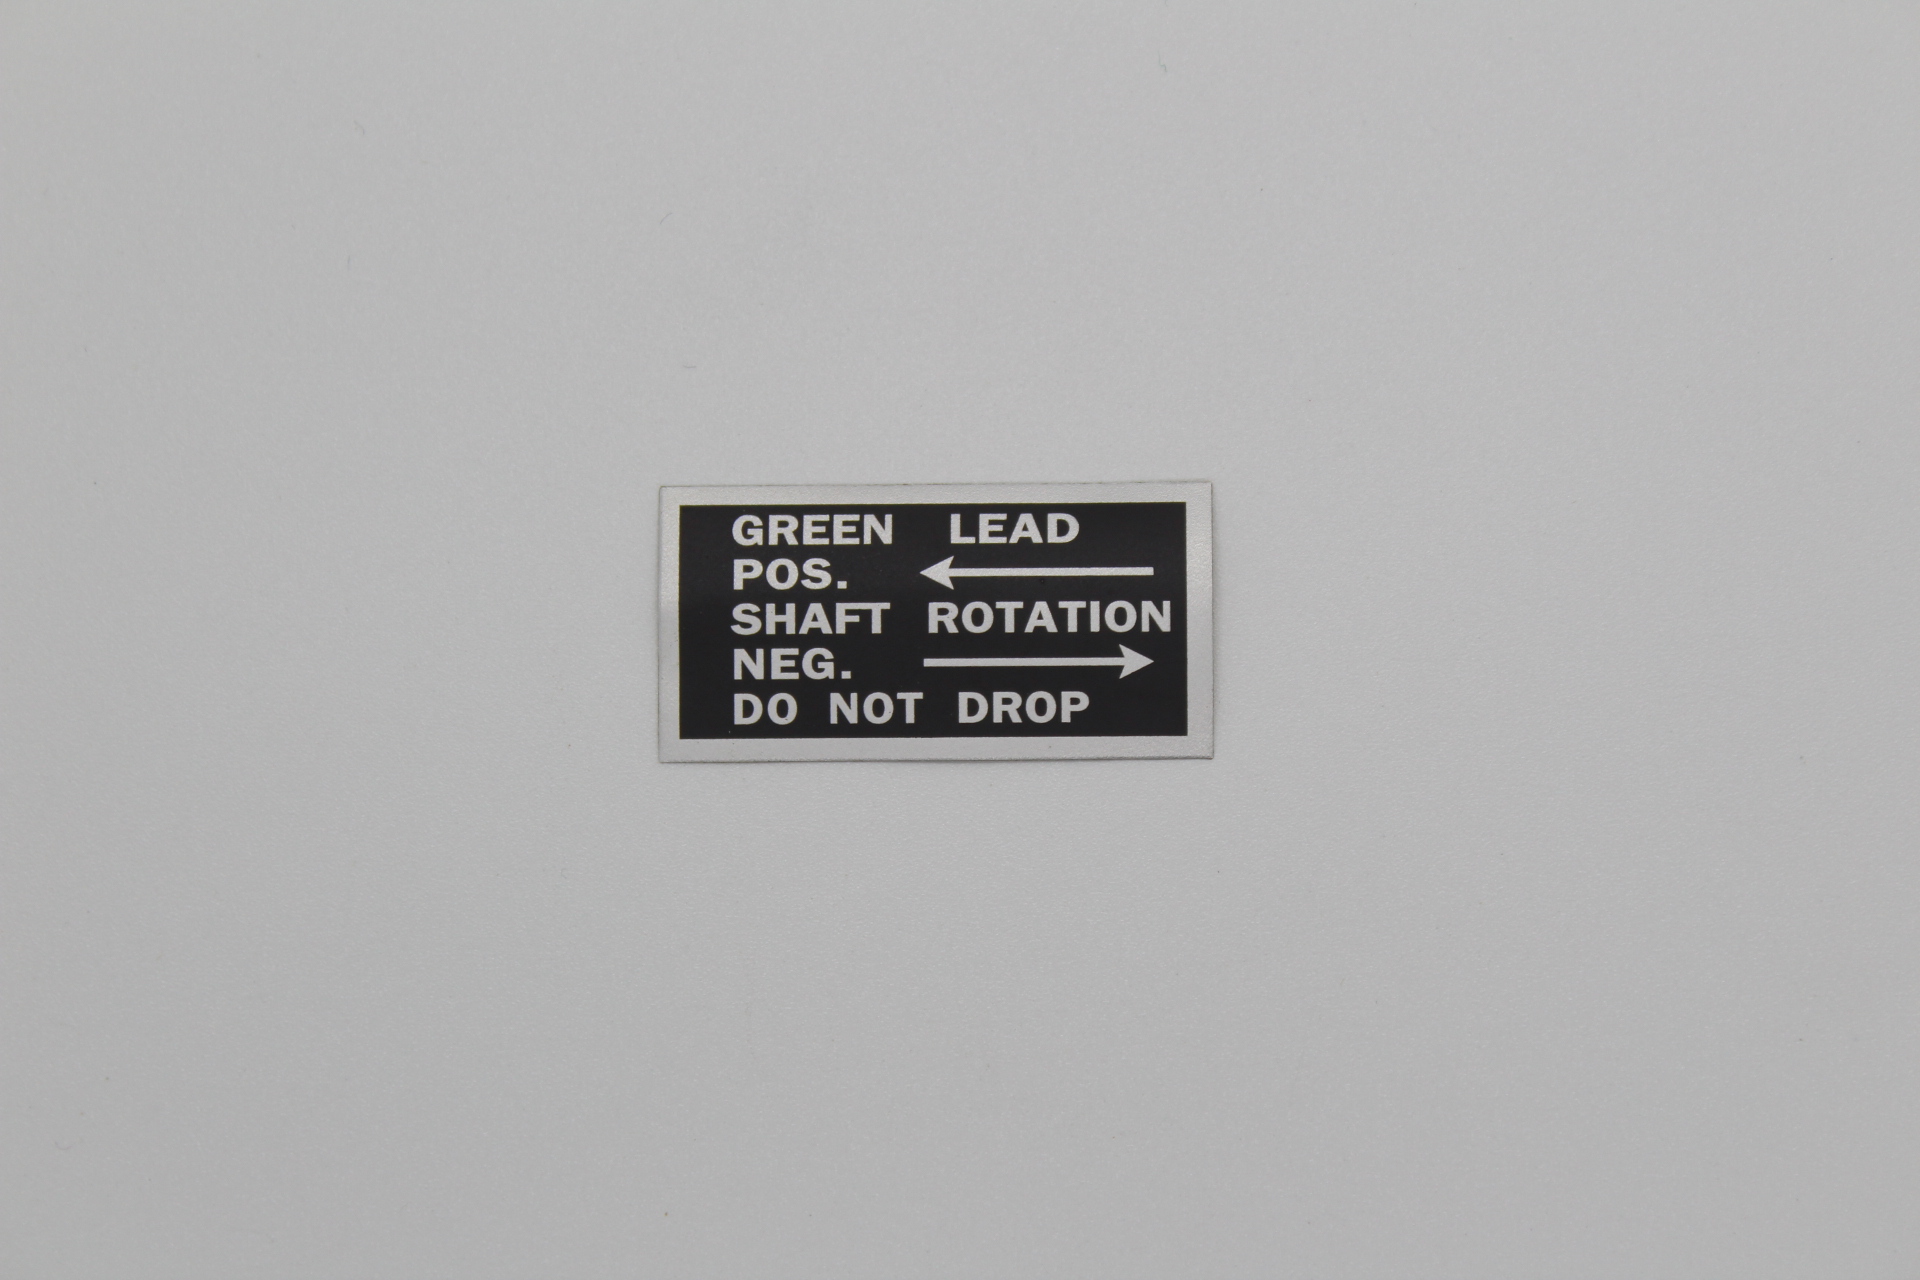 GREEN LEAD
POS.
SHAFT ROTATION
NEG.
DO NOT DROP